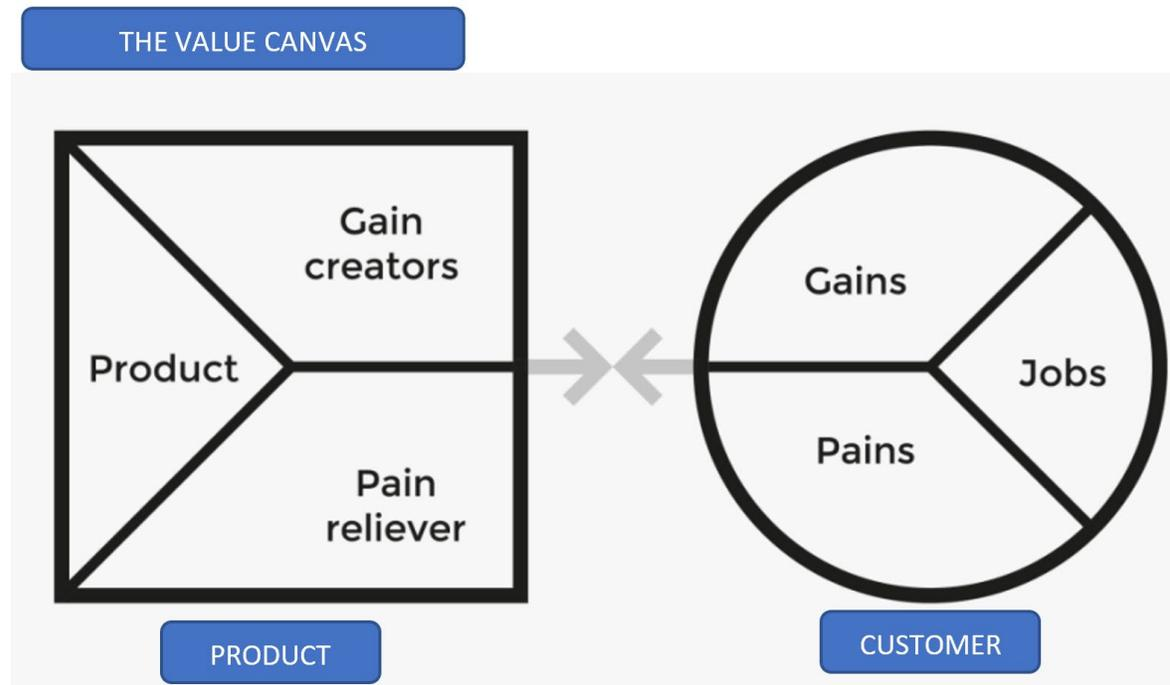 THE VALUE CANVAS
Gain
creators
Product
Pain
reliever
Gains
Jobs
Pains
PRODUCT
CUSTOMER